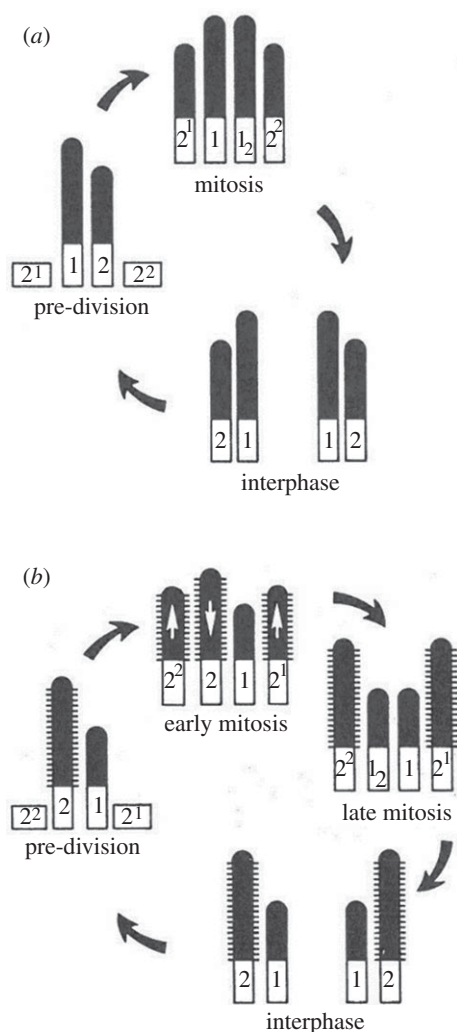 (a)
2¹ 1 1₂ 2²
mitosis
2¹ 1 2 2²
pre-division
2 1 1 2
interphase
(b)
2² 2 1 2¹
early mitosis
2² 1₂ 1 2¹
late mitosis
2² 2 1 2¹
pre-division
2 1 1 2
interphase